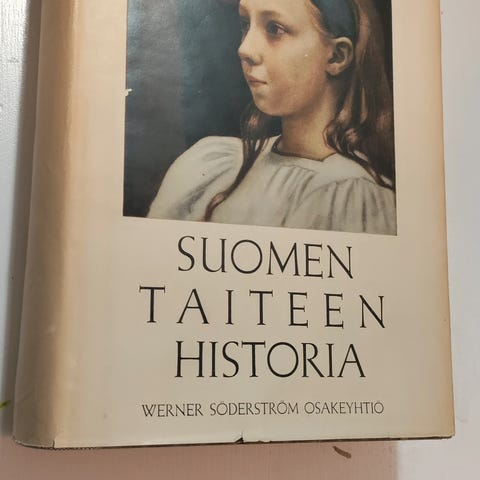 SUOMEN
TAITEEN
HISTORIA
WERNER SÖDERSTRÖM OSAKEYHTIÖ